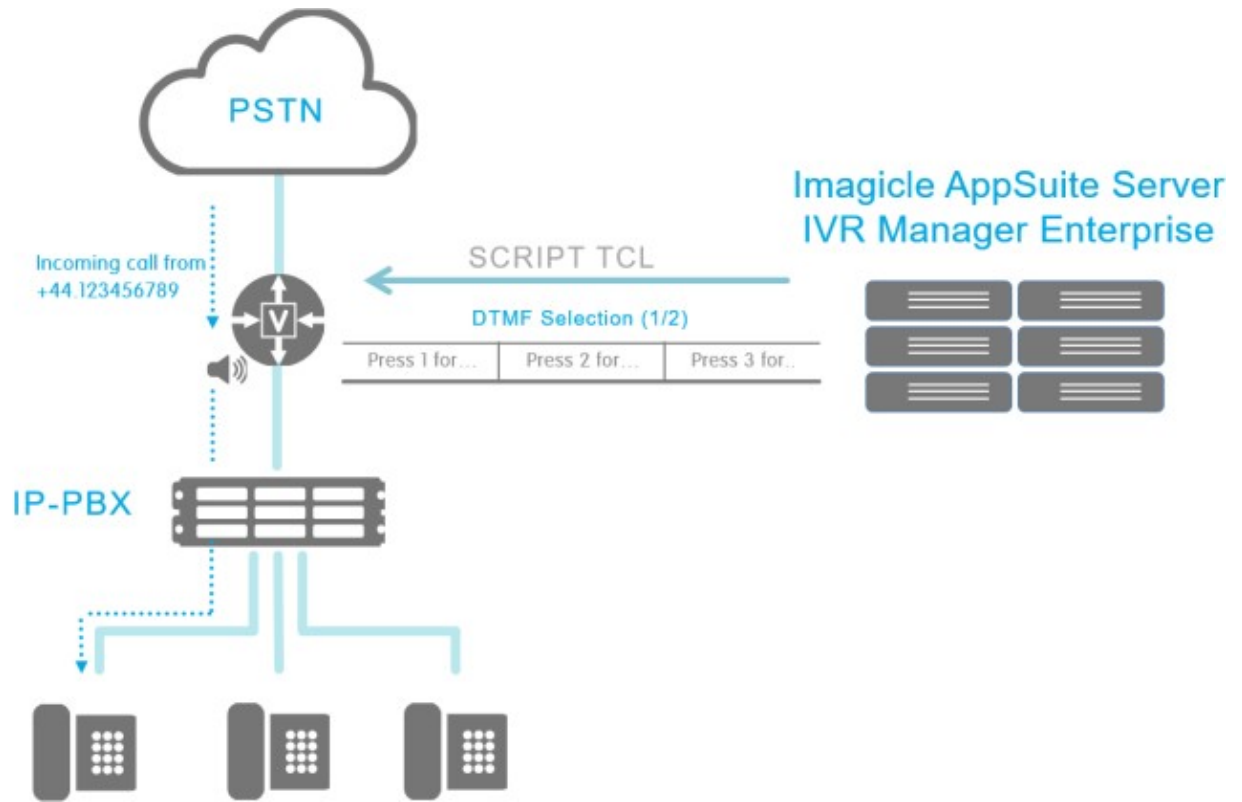 PSTN
Imagicle AppSuite Server
IVR Manager Enterprise
Incoming call from
+44.123456789
SCRIPT TCL
V
DTMF Selection (1/2)
Press 1 for... Press 2 for... Press 3 for..
IP-PBX